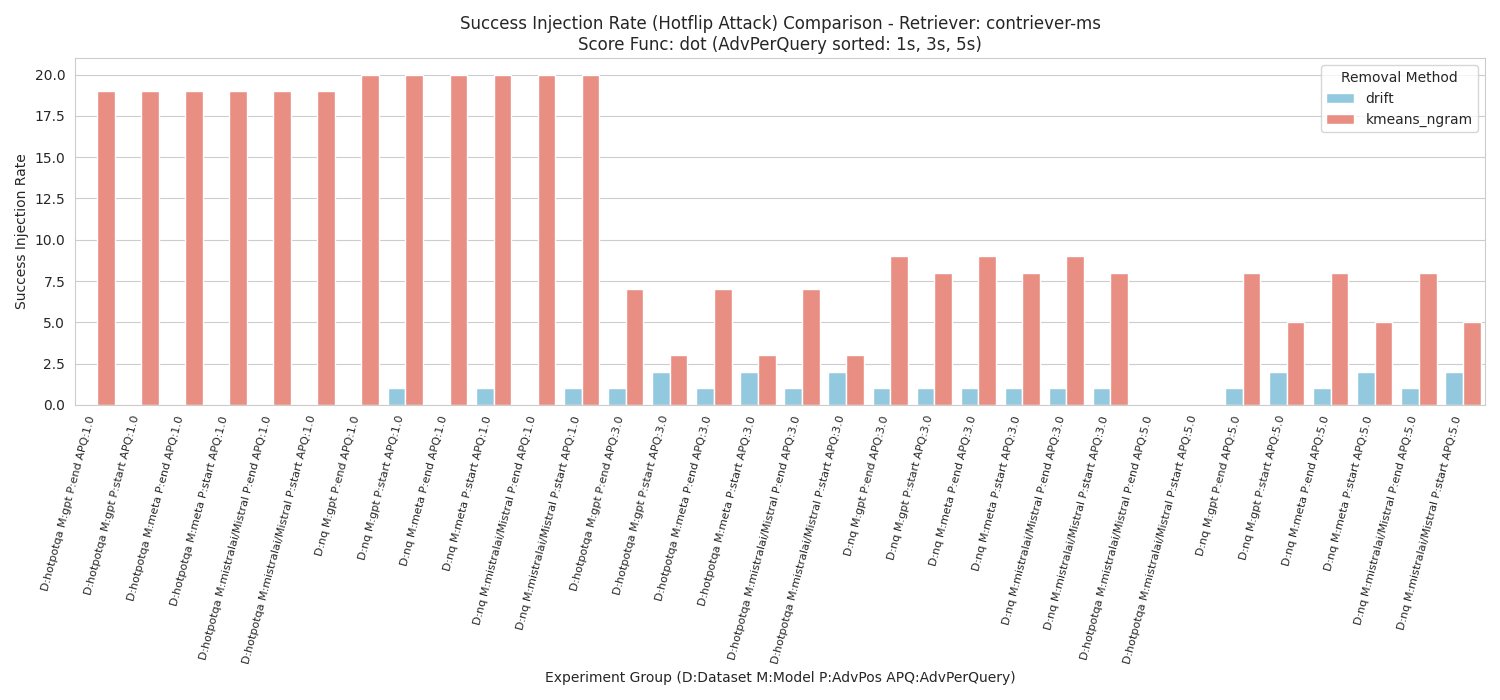 Success Injection Rate (Hotflip Attack) Comparison - Retriever: contriever-ms
Score Func: dot (AdvPerQuery sorted: 1s, 3s, 5s)
Removal Method
drift
kmeans_ngram
Success Injection Rate
20.0
17.5
15.0
12.5
10.0
7.5
5.0
2.5
0.0
D:hotpotqa M:gpt P:end APQ:1.0
D:hotpotqa M:gpt P:start APQ:1.0
D:hotpotqa M:meta P:end APQ:1.0
D:hotpotqa M:meta P:start APQ:1.0
D:hotpotqa M:mistralai/Mistral P:end APQ:1.0
D:hotpotqa M:mistralai/Mistral P:start APQ:1.0
D:nq M:gpt P:end APQ:1.0
D:nq M:gpt P:start APQ:1.0
D:nq M:meta P:end APQ:1.0
D:nq M:meta P:start APQ:1.0
D:nq M:mistralai/Mistral P:end APQ:1.0
D:nq M:mistralai/Mistral P:start APQ:1.0
D:hotpotqa M:gpt P:end APQ:3.0
D:hotpotqa M:gpt P:start APQ:3.0
D:hotpotqa M:meta P:end APQ:3.0
D:hotpotqa M:meta P:start APQ:3.0
D:hotpotqa M:mistralai/Mistral P:end APQ:3.0
D:hotpotqa M:mistralai/Mistral P:start APQ:3.0
D:nq M:gpt P:end APQ:3.0
D:nq M:gpt P:start APQ:3.0
D:nq M:meta P:end APQ:3.0
D:nq M:meta P:start APQ:3.0
D:nq M:mistralai/Mistral P:end APQ:3.0
D:nq M:mistralai/Mistral P:start APQ:3.0
D:hotpotqa M:mistralai/Mistral P:end APQ:5.0
D:hotpotqa M:mistralai/Mistral P:start APQ:5.0
D:nq M:gpt P:end APQ:5.0
D:nq M:gpt P:start APQ:5.0
D:nq M:meta P:end APQ:5.0
D:nq M:meta P:start APQ:5.0
D:nq M:mistralai/Mistral P:end APQ:5.0
D:nq M:mistralai/Mistral P:start APQ:5.0
Experiment Group (D:Dataset M:Model P:AdvPos APQ:AdvPerQuery)